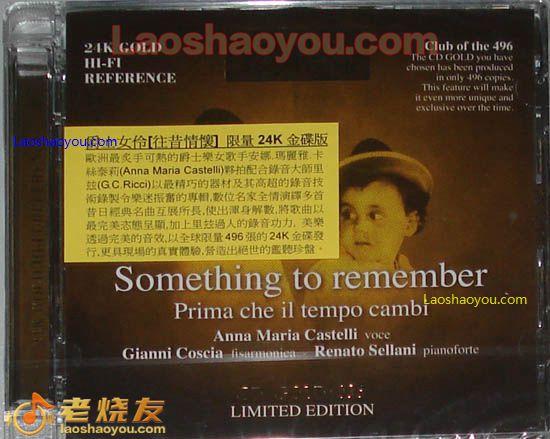 Laoshaoyou.com
24K GOLD
HI-FI
REFERENCE
Club of the 496
The CD GOLD you have
chosen has been produced
in only 496 copies.
This feature will make
it even more unique and
exclusive over the time.
Laoshaoyou.com
女伶[往昔情懷] 限量 24K 金碟版
歐洲最炙手可熱的爵士樂女歌手安娜.瑪麗雅.卡
絲泰莉(Anna Maria Castelli)夥拍配合錄音大師里
茲(G.C.Ricci)以最精巧的器材及其高超的錄音技
術錄製令樂迷振奮的專輯,數位名家全情演繹多首
昔日經典名曲互展所長,使出渾身解數,將歌曲以
最完美姿態呈顯,加上里茲過人的錄音功力, 美樂
透過完美的音效,以全球限量496張的24K 金碟發
行,更具現場的真實體驗,營造出絕世的鑑聽珍盤。
Something to remember
Laoshaoyou.com
Prima che il tempo cambi
Anna Maria Castelli voce
Gianni Coscia fisarmonica - Renato Sellani pianoforte
LIMITED EDITION
老烧友
laoshaoyou.com